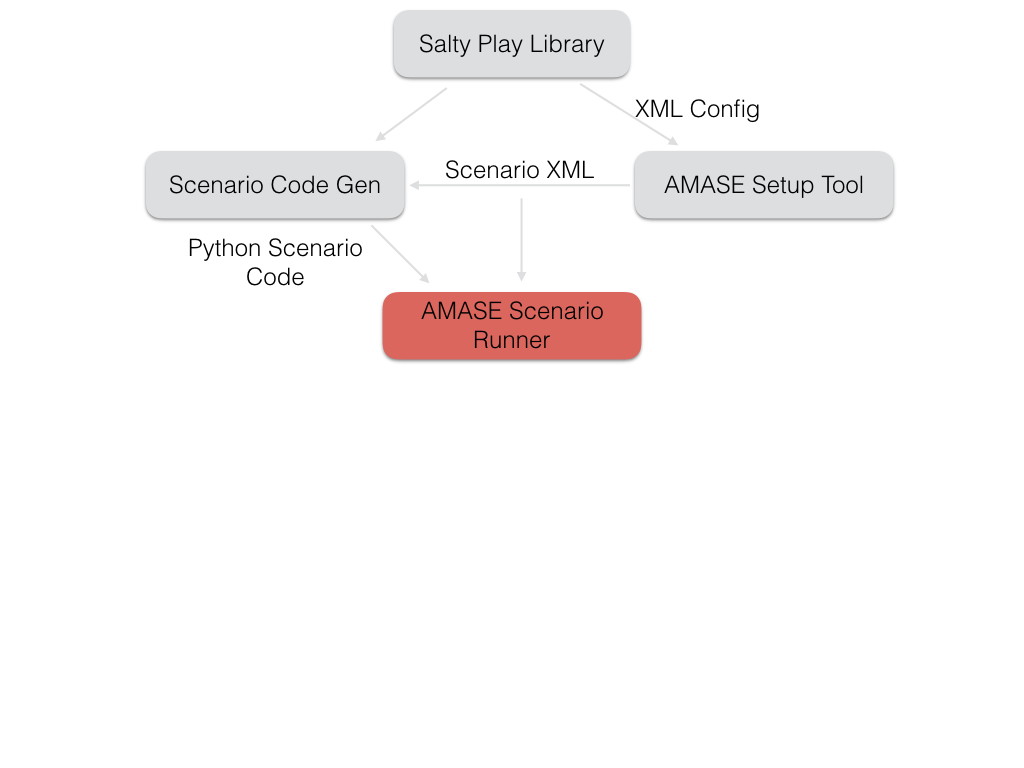 Salty Play Library
XML Config
Scenario XML
Scenario Code Gen
AMASE Setup Tool
Python Scenario
Code
AMASE Scenario
Runner